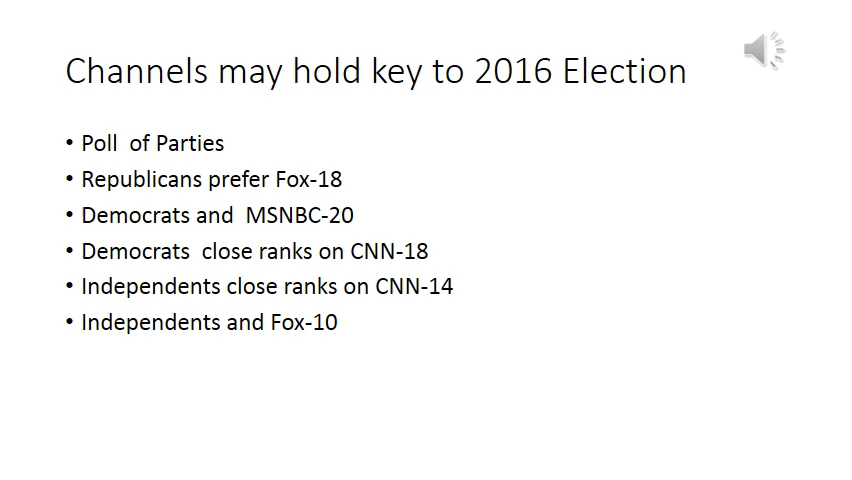 Channels may hold key to 2016 Election
• Poll  of Parties
• Republicans prefer Fox-18
• Democrats and  MSNBC-20
• Democrats  close ranks on CNN-18
• Independents close ranks on CNN-14
• Independents and Fox-10